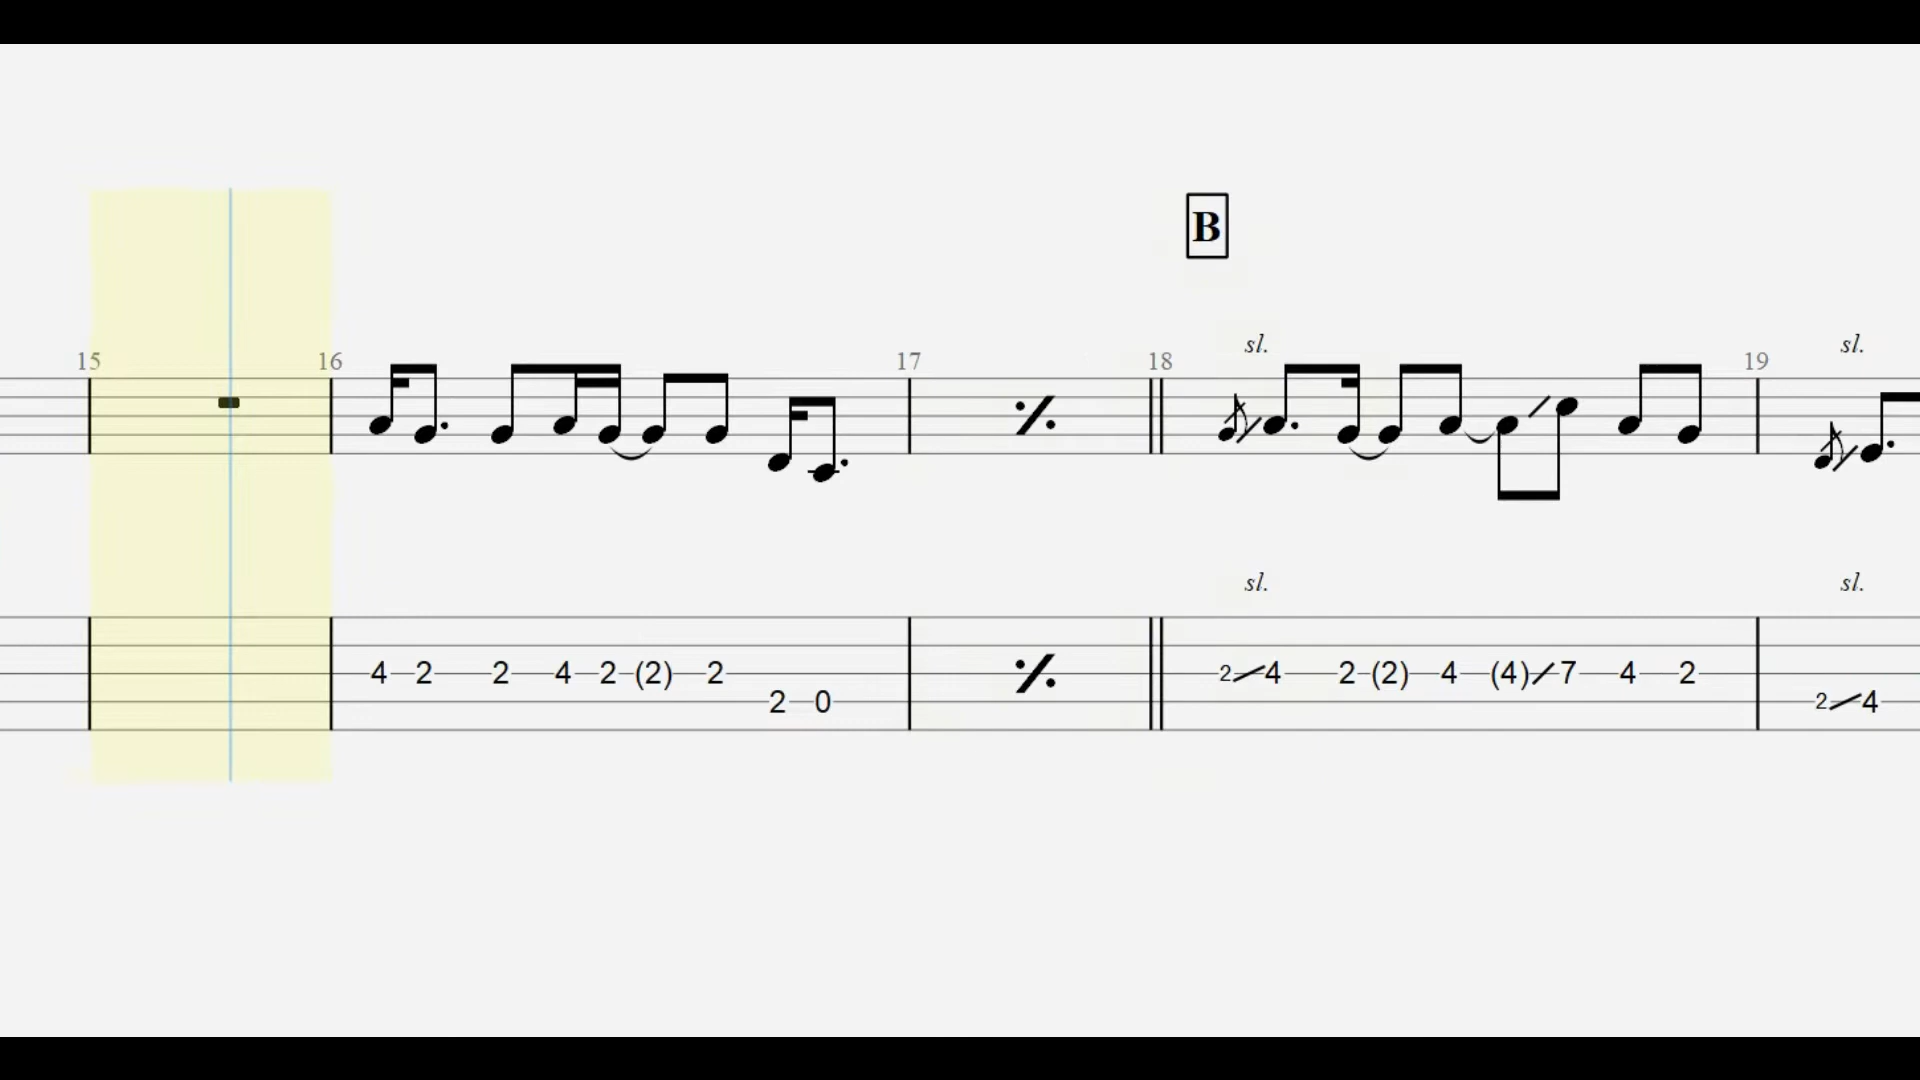 B
sl. sl.
15 16 17 18 19
sl. sl.
4 2 2 4 2 (2) 2 2 4 2 (2) 4 (4) 7 4 2
2 0 2 4